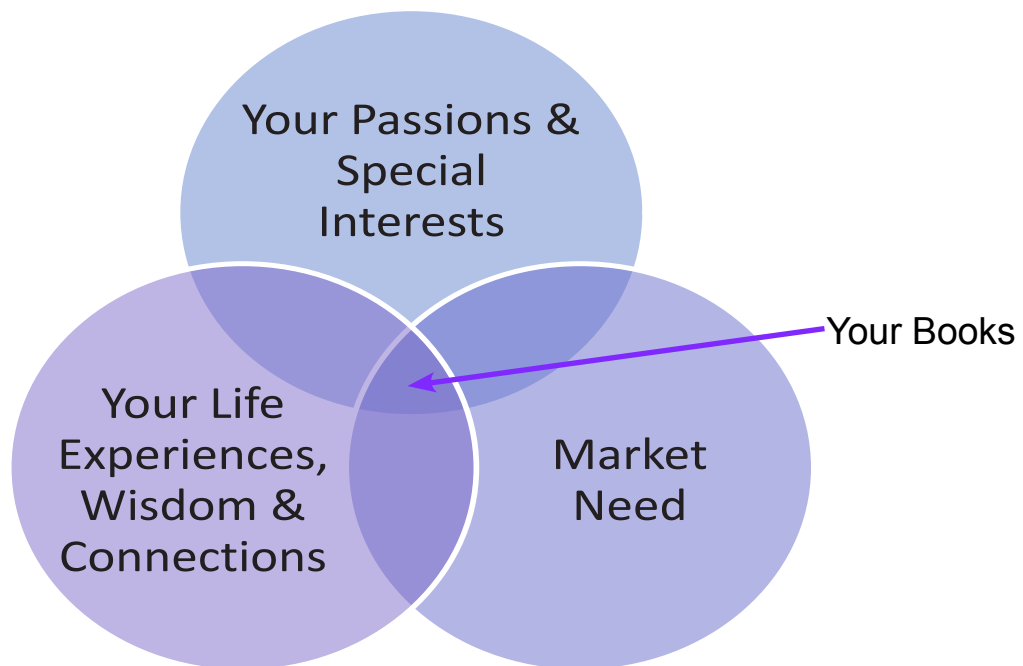 Your Passions &
Special
Interests
Your Books
Your Life
Experiences,
Wisdom &
Connections
Market
Need